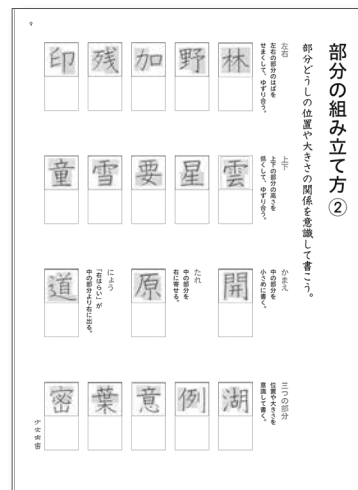 部分の組み立て方②
部分どうしの位置や大きさの関係を意識して書こう。
左右
左右の部分のはばを
せまくして、ゆずり合う。
林
野
加
残
印
上下
上下の部分の高さを
低くして、ゆずり合う。
雲
星
要
雪
童
かまえ
中の部分を
小さめに書く。
開
たれ
中の部分を
右に寄せる。
原
にょう
「右はらい」が
中の部分より右に出る。
道
三つの部分
位置や大きさを
意識して書く。
湖
例
意
葉
密
9